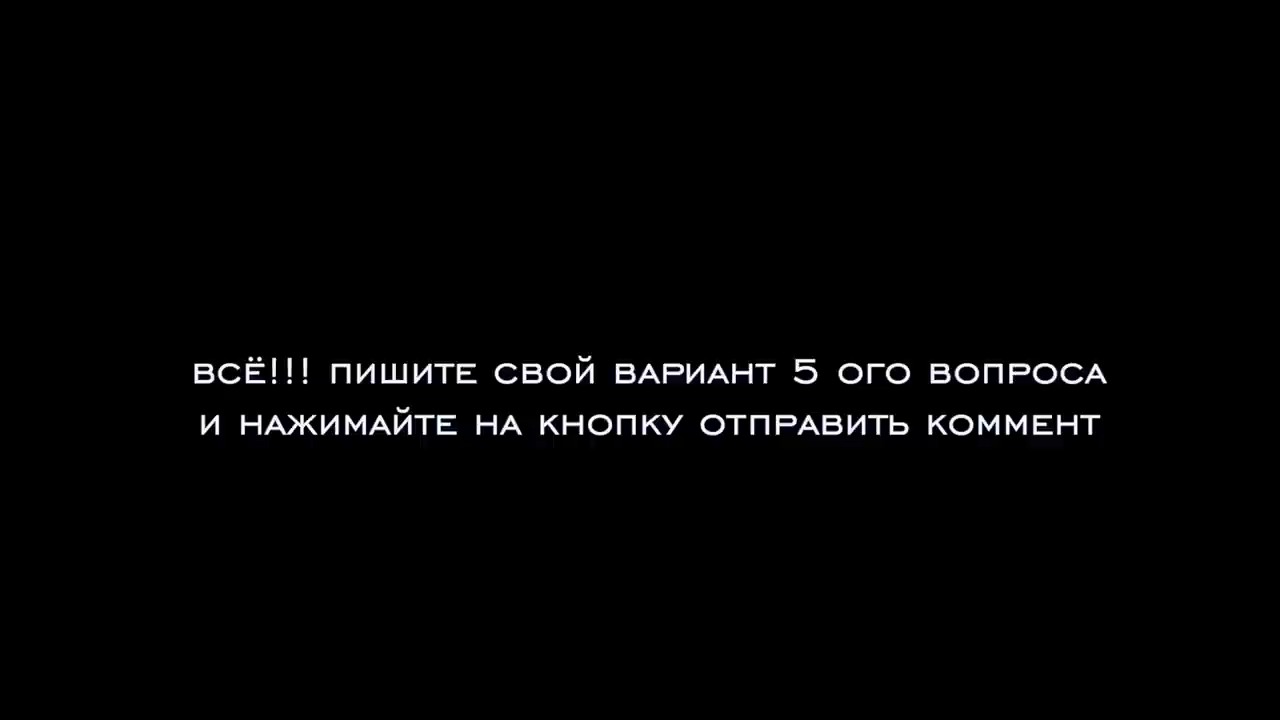 ВСЁ!!! ПИШИТЕ СВОЙ ВАРИАНТ 5 ОГО ВОПРОСА
И НАЖИМАЙТЕ НА КНОПКУ ОТПРАВИТЬ КОММЕНТ